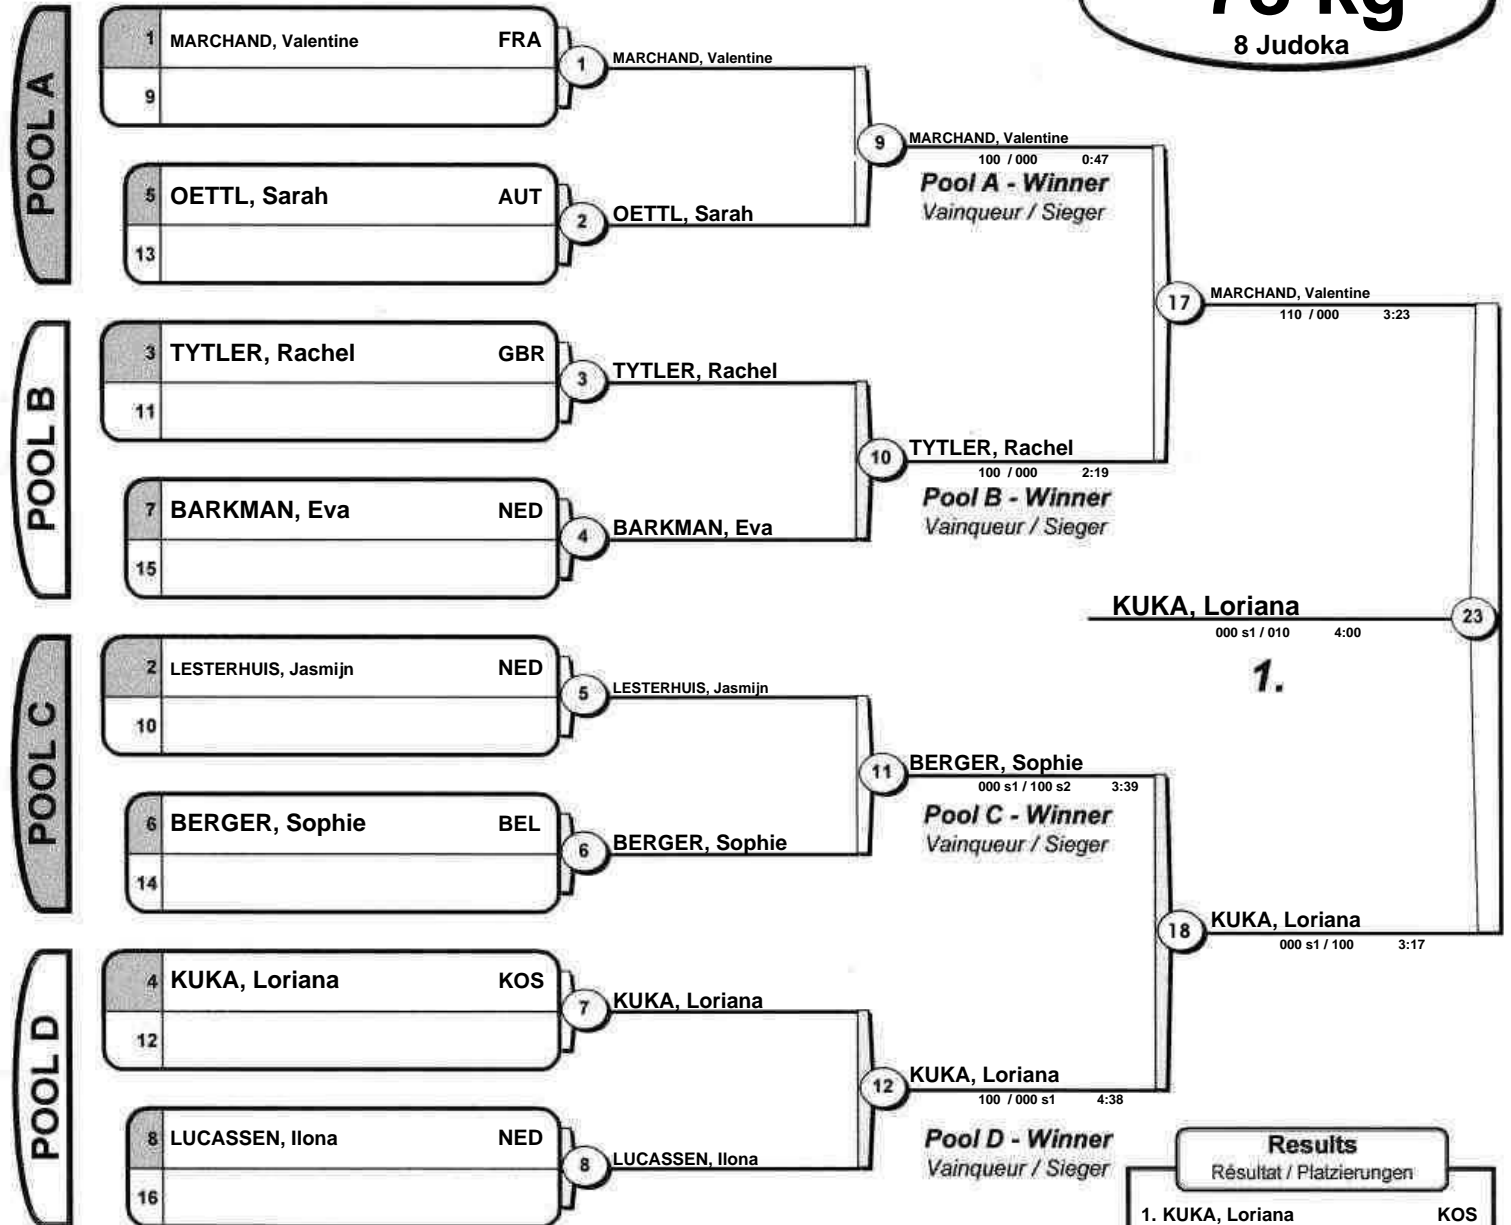 78 kg
8 Judoka
POOL A
1 MARCHAND, Valentine FRA
9
1 MARCHAND, Valentine
5 OETTL, Sarah AUT
13
2 OETTL, Sarah
9 MARCHAND, Valentine
100 / 000 0:47
Pool A - Winner
Vainqueur / Sieger
POOL B
3 TYTLER, Rachel GBR
11
3 TYTLER, Rachel
7 BARKMAN, Eva NED
15
4 BARKMAN, Eva
10 TYTLER, Rachel
100 / 000 2:19
Pool B - Winner
Vainqueur / Sieger
17 MARCHAND, Valentine
110 / 000 3:23
KUKA, Loriana 23
000 s1 / 010 4:00
1.
POOL C
2 LESTERHUIS, Jasmijn NED
10
5 LESTERHUIS, Jasmijn
6 BERGER, Sophie BEL
14
6 BERGER, Sophie
11 BERGER, Sophie
000 s1 / 100 s2 3:39
Pool C - Winner
Vainqueur / Sieger
18 KUKA, Loriana
000 s1 / 100 3:17
POOL D
4 KUKA, Loriana KOS
12
7 KUKA, Loriana
8 LUCASSEN, Ilona NED
16
8 LUCASSEN, Ilona
12 KUKA, Loriana
100 / 000 s1 4:38
Pool D - Winner
Vainqueur / Sieger
Results
Résultat / Platzierungen
1. KUKA, Loriana KOS